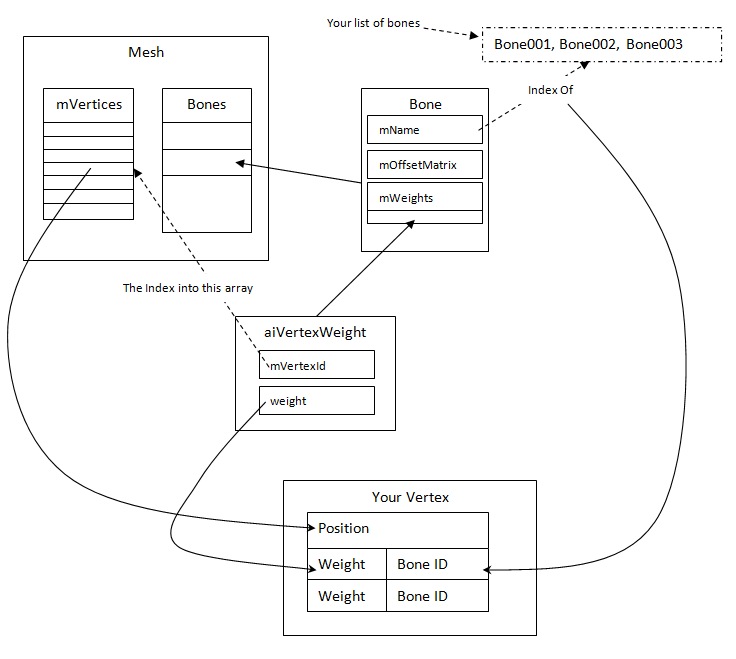 Your list of bones
Bone001, Bone002, Bone003
Mesh
mVertices
Bones
Bone
mName
mOffsetMatrix
mWeights
Index Of
The Index into this array
aiVertexWeight
mVertexId
weight
Your Vertex
Position
Weight Bone ID
Weight Bone ID